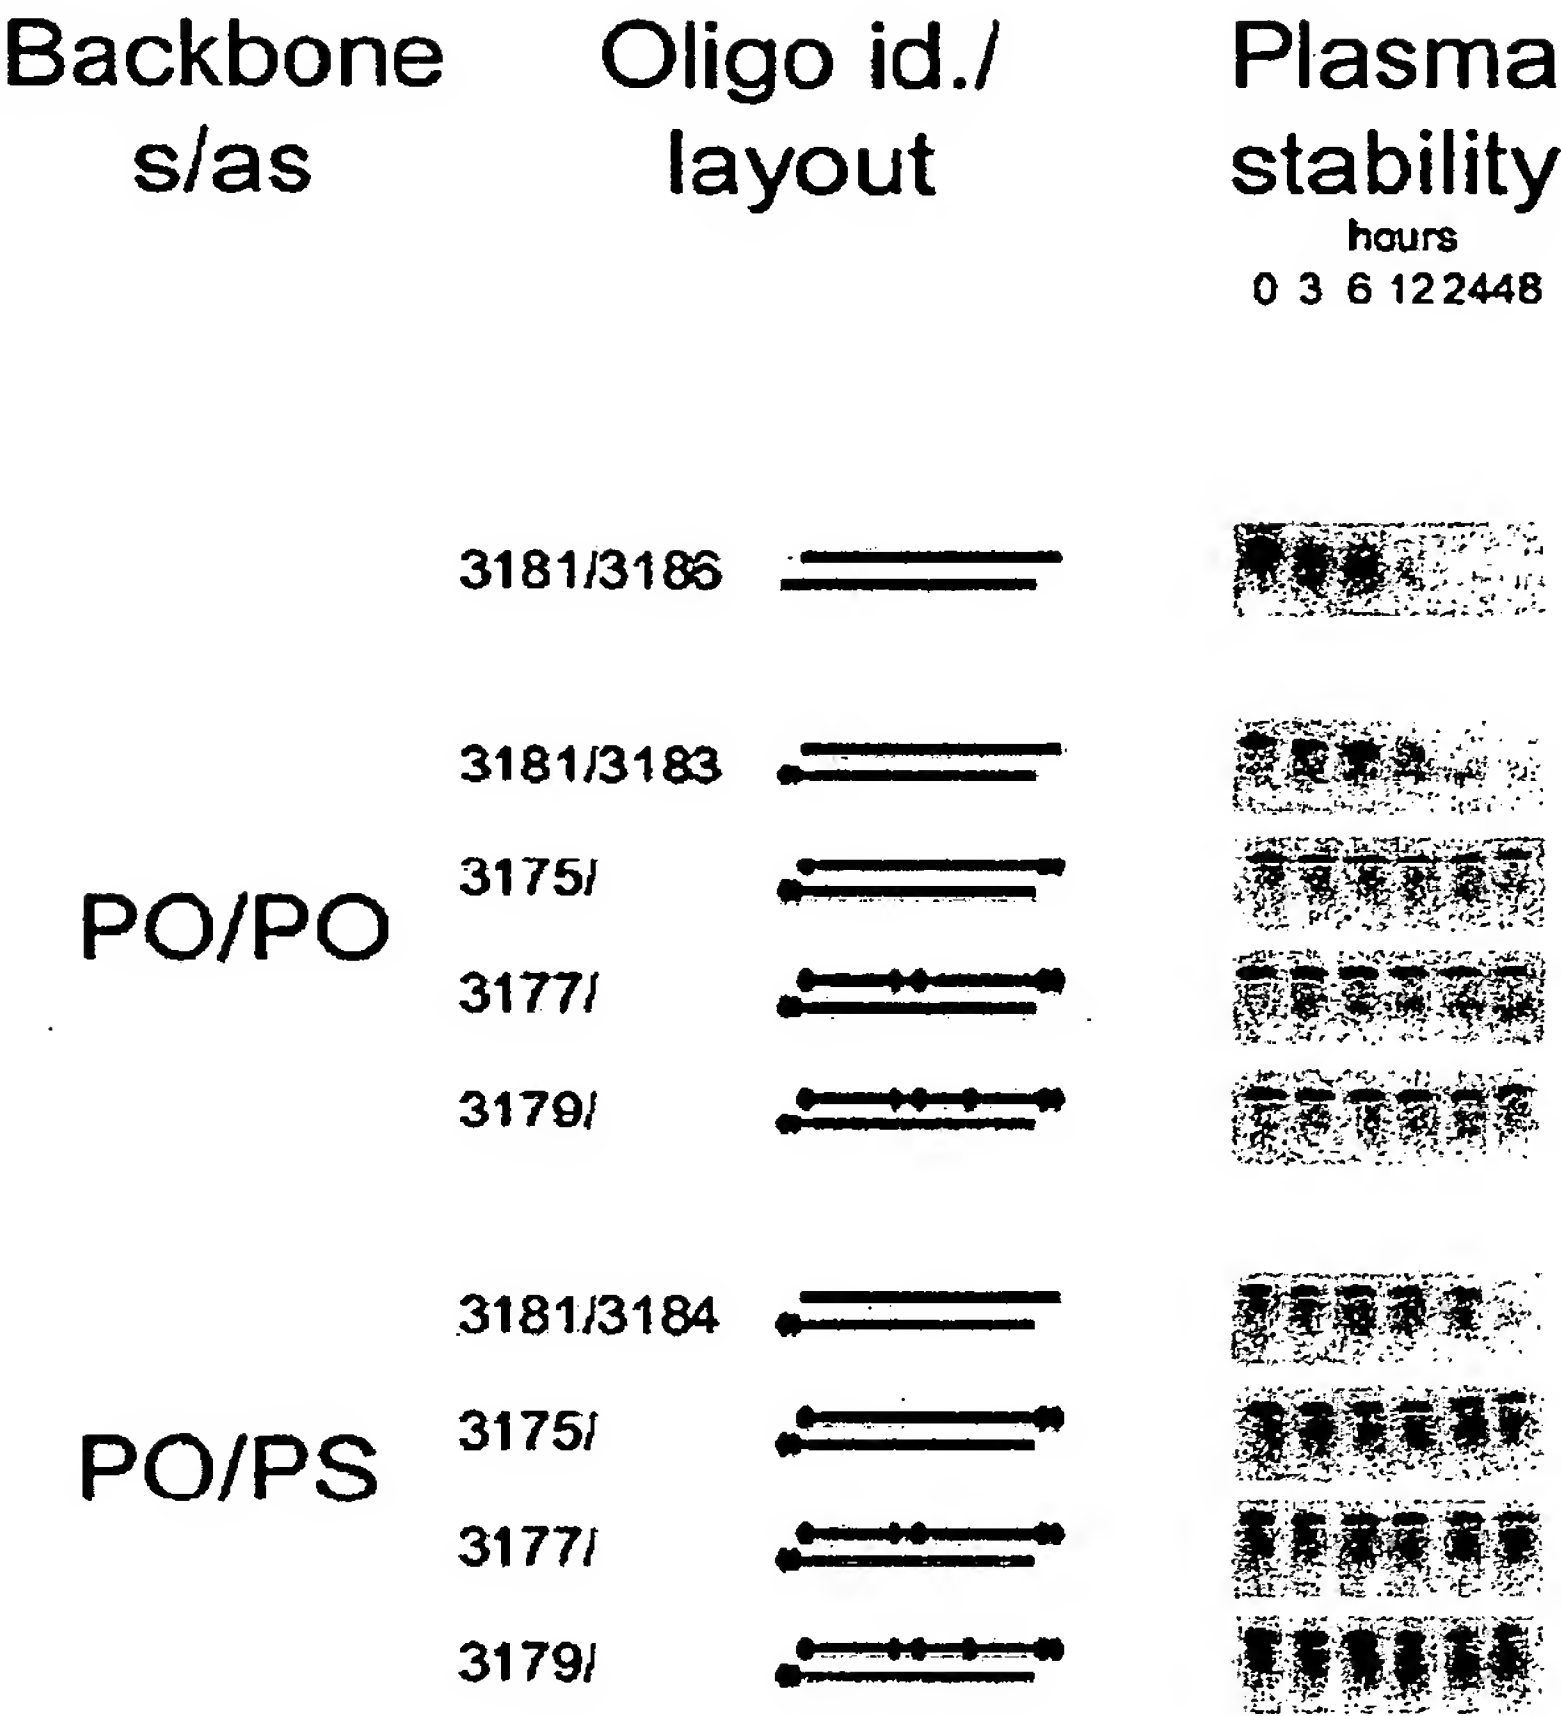 Backbone s/as
Oligo id./ layout
Plasma stability
hours
0 3 6 12 24 48
3181/3186
3181/3183
3175/
PO/PO
3177/
3179/
3181/3184
3175/
PO/PS
3177/
3179/